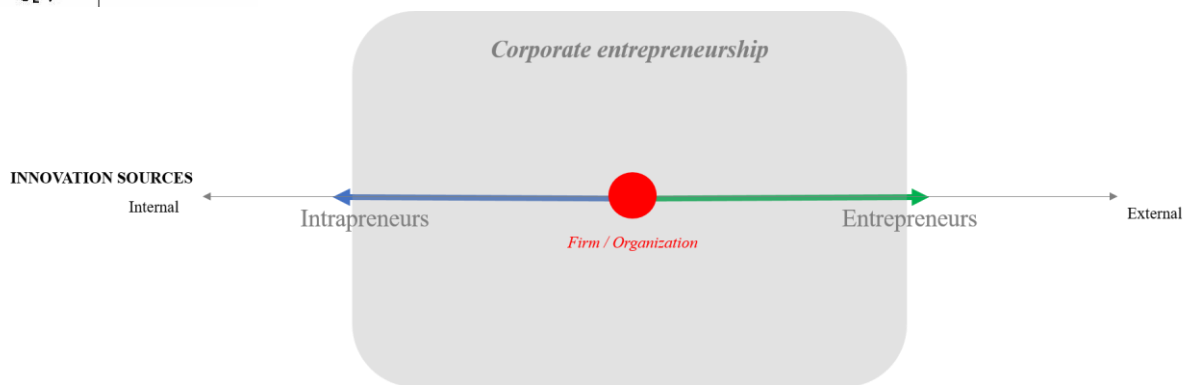 Corporate entrepreneurship
INNOVATION SOURCES
Internal
Intrapreneurs
Entrepreneurs
External
Firm / Organization